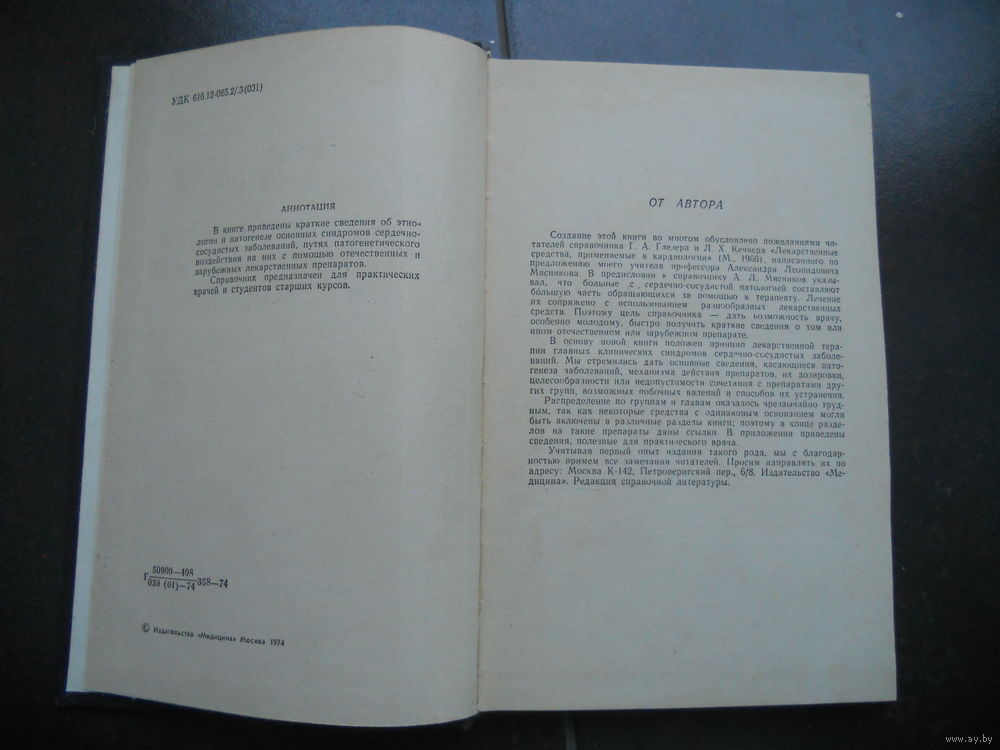 УДК 616.12-085.2/.3(031)
АННОТАЦИЯ
В книге приведены краткие сведения об этио-
логии и патогенезе основных синдромов сердечно-
сосудистых заболеваний, путях патогенетического
воздействия на них с помощью отечественных и
зарубежных лекарственных препаратов.
Справочник предназначен для практических
врачей и студентов старших курсов.
Г 50900—408
039 (01)—74 358—74
© Издательство «Медицина» Москва 1974
ОТ АВТОРА
Создание этой книги во многом обусловлено пожеланиями чи-
тателей справочника Г. А. Глезера и Л. Х. Кечкера «Лекарственные
средства, применяемые в кардиологии» (М., 1966), написанного по
предложению моего учителя профессора Александра Леонидовича
Мясникова. В предисловии к справочнику А. Л. Мясников указы-
вал, что больные с сердечно-сосудистой патологией составляют
бо́льшую часть обращающихся за помощью к терапевту. Лечение
их сопряжено с использованием разнообразных лекарственных
средств. Поэтому цель справочника — дать возможность врачу,
особенно молодому, быстро получить краткие сведения о том или
ином отечественном или зарубежном препарате.
В основу новой книги положен принцип лекарственной тера-
пии главных клинических синдромов сердечно-сосудистых заболе-
ваний. Мы стремились дать основные сведения, касающиеся пато-
генеза заболеваний, механизма действия препаратов, их дозировки,
целесообразности или недопустимости сочетания с препаратами дру-
гих групп, возможных побочных явлений и способов их устранения.
Распределение по группам и главам оказалось чрезвычайно труд-
ным, так как некоторые средства с одинаковым основанием могли
быть включены в различные разделы книги; поэтому в конце разде-
лов на такие препараты даны ссылки. В приложении приведены
сведения, полезные для практического врача.
Учитывая первый опыт издания такого рода, мы с благодар-
ностью примем все замечания читателей. Просим направлять их по
адресу: Москва К-142, Петроверигский пер., 6/8. Издательство «Ме-
дицина». Редакция справочной литературы.
www.ay.by